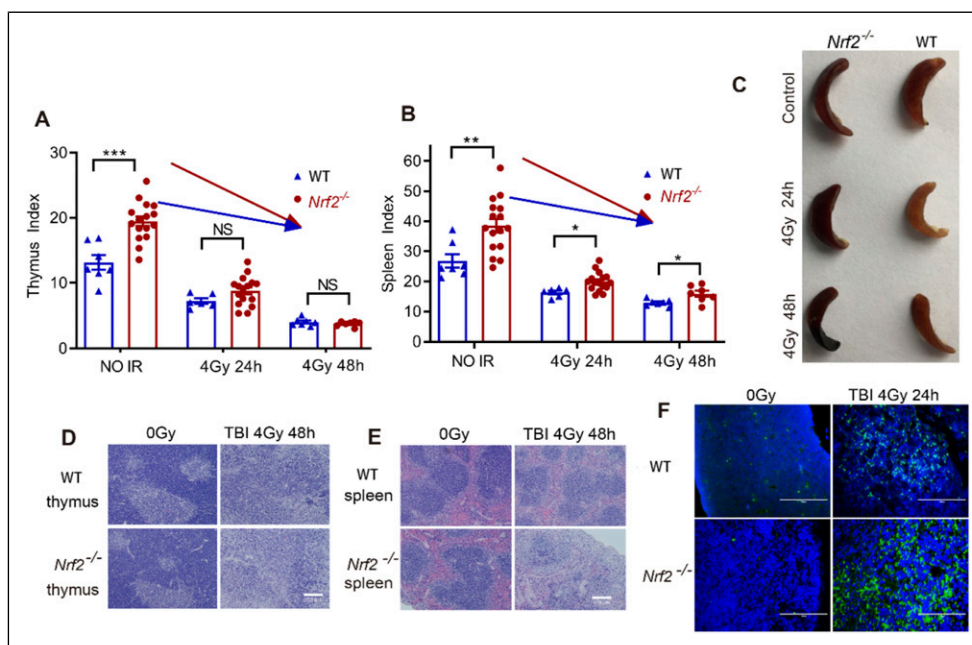 A
Thymus Index
30
20
10
0
***
NS
NS
WT
Nrf2-/-
NO IR
4Gy 24h
4Gy 48h
B
Spleen Index
60
50
40
30
20
10
0
**
*
*
WT
Nrf2-/-
NO IR
4Gy 24h
4Gy 48h
C
Nrf2-/- WT
Control
4Gy 24h
4Gy 48h
D
0Gy TBI 4Gy 48h
WT
thymus
Nrf2-/-
thymus
E
0Gy TBI 4Gy 48h
WT
spleen
Nrf2-/-
spleen
F
0Gy TBI 4Gy 24h
WT
Nrf2-/-